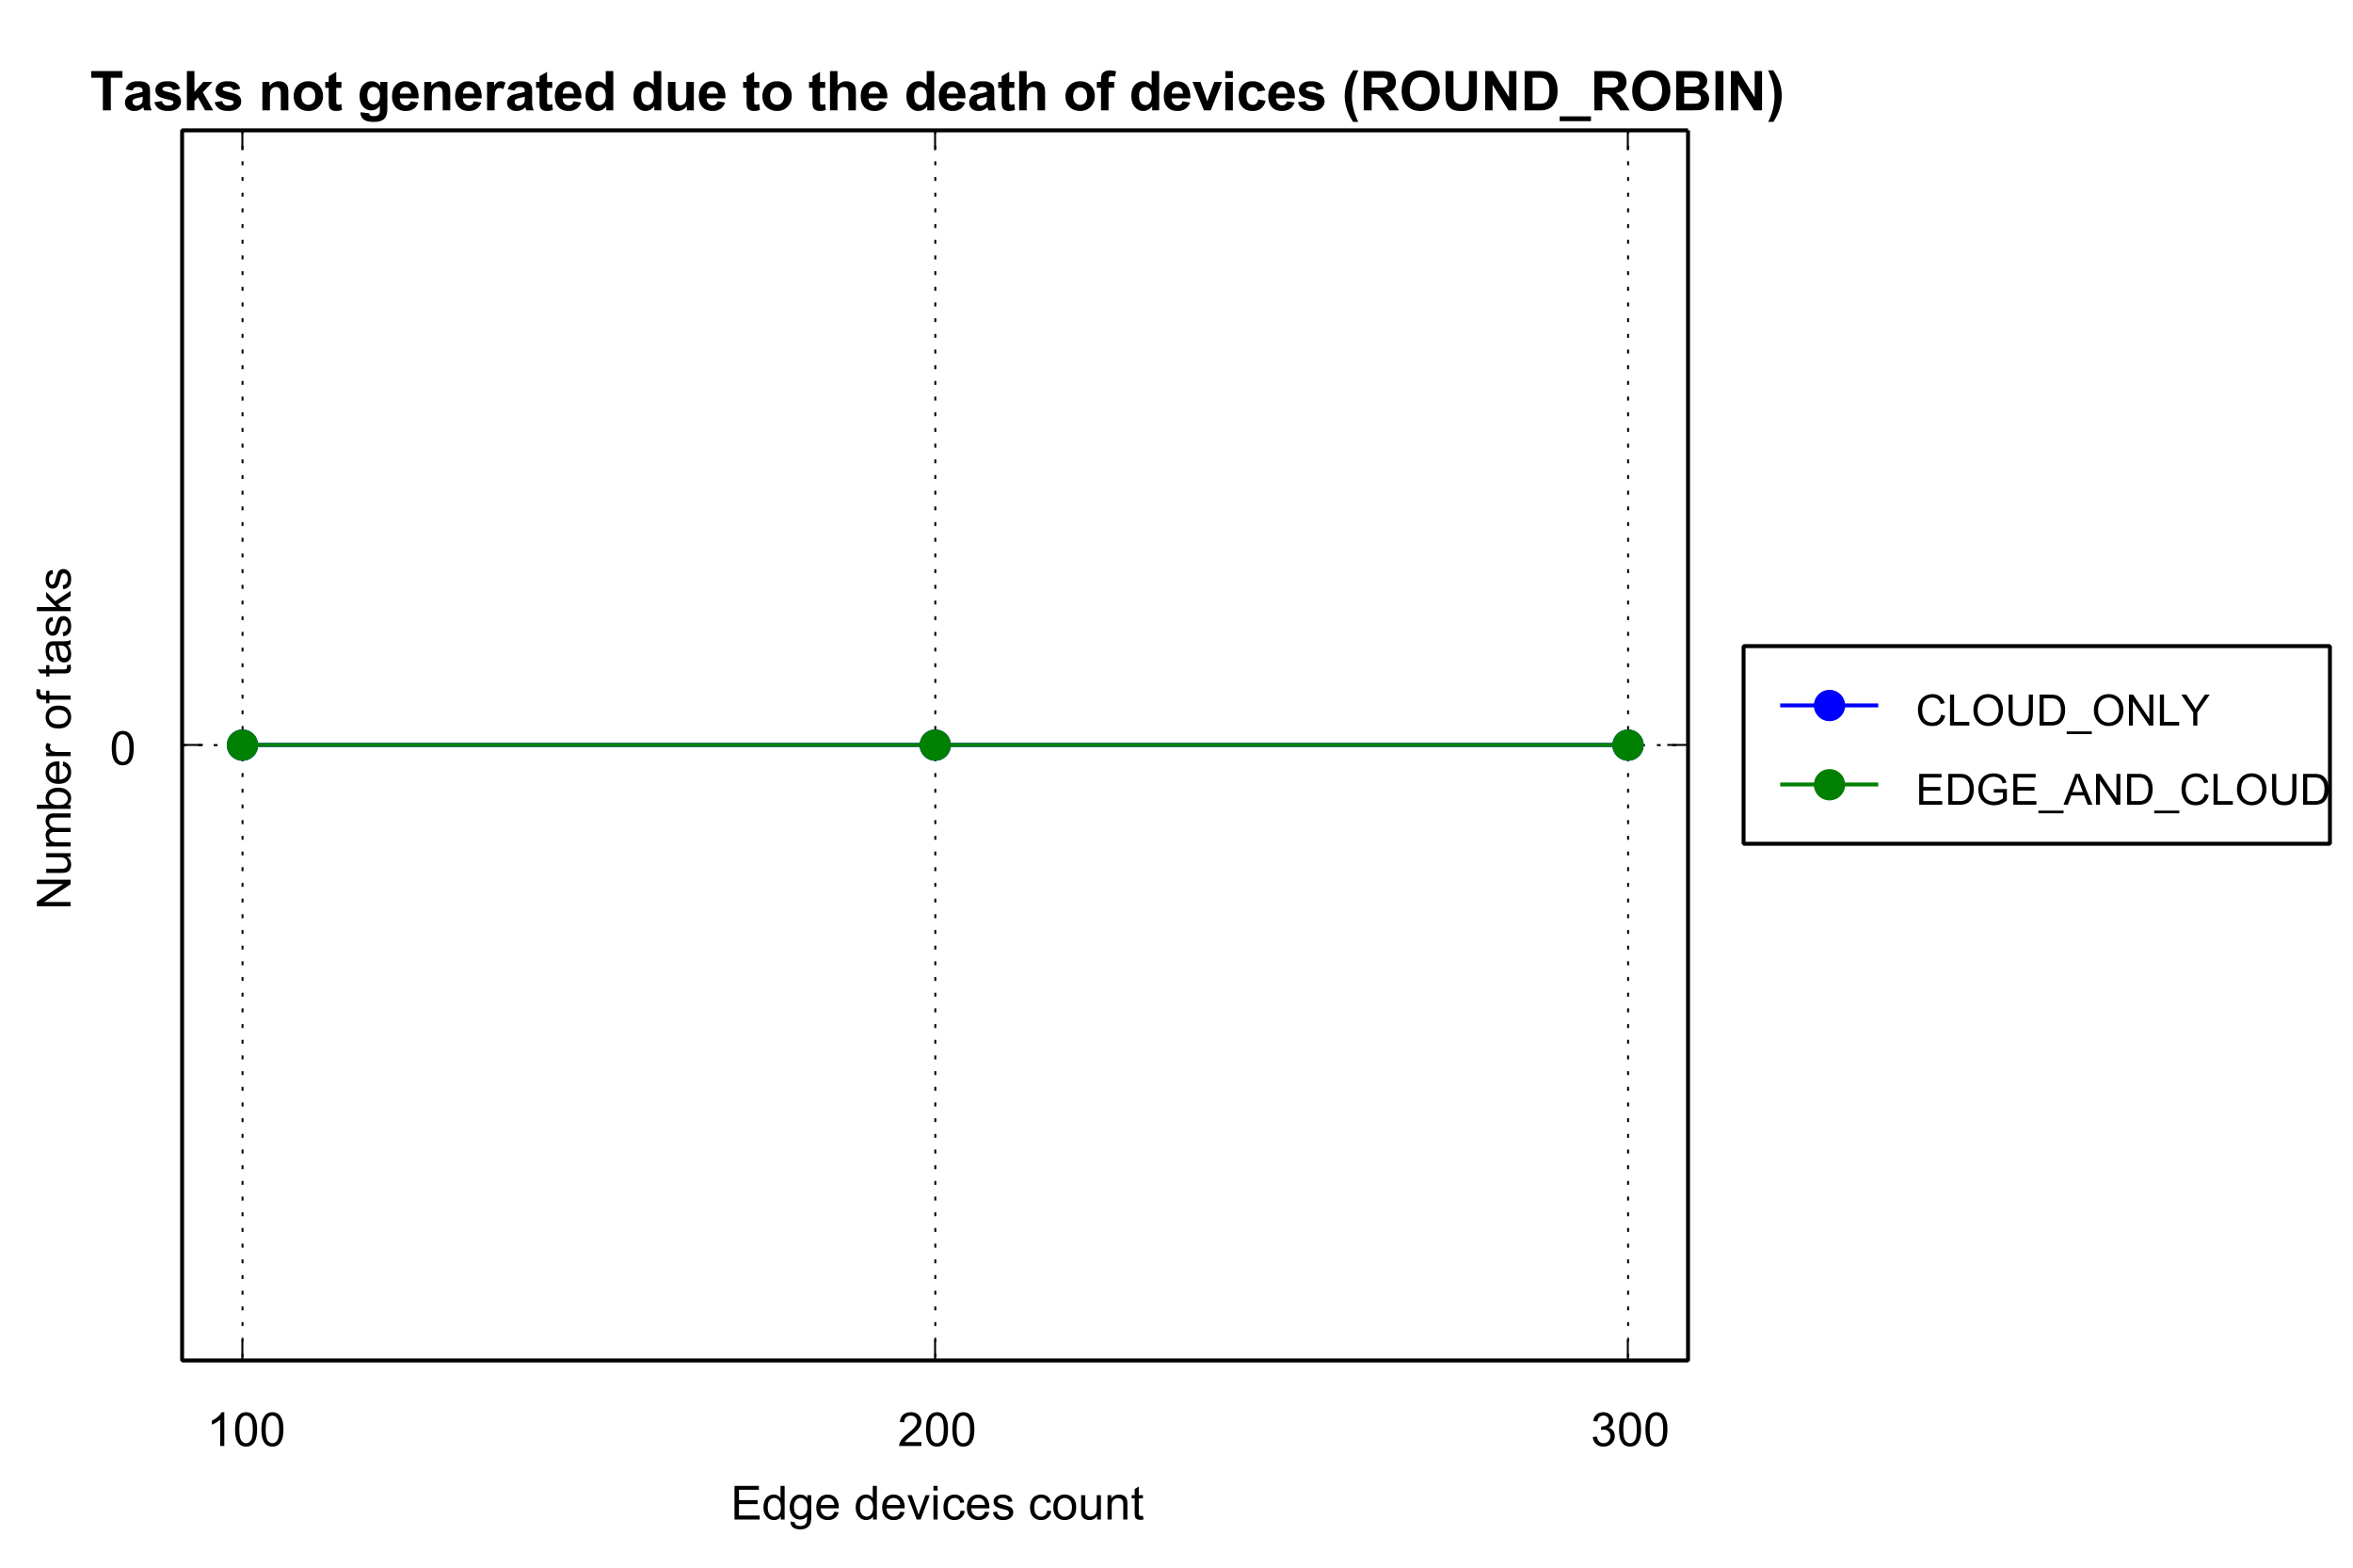 Tasks not generated due to the death of devices (ROUND_ROBIN)
Number of tasks
0
CLOUD_ONLY
EDGE_AND_CLOUD
100 200 300
Edge devices count